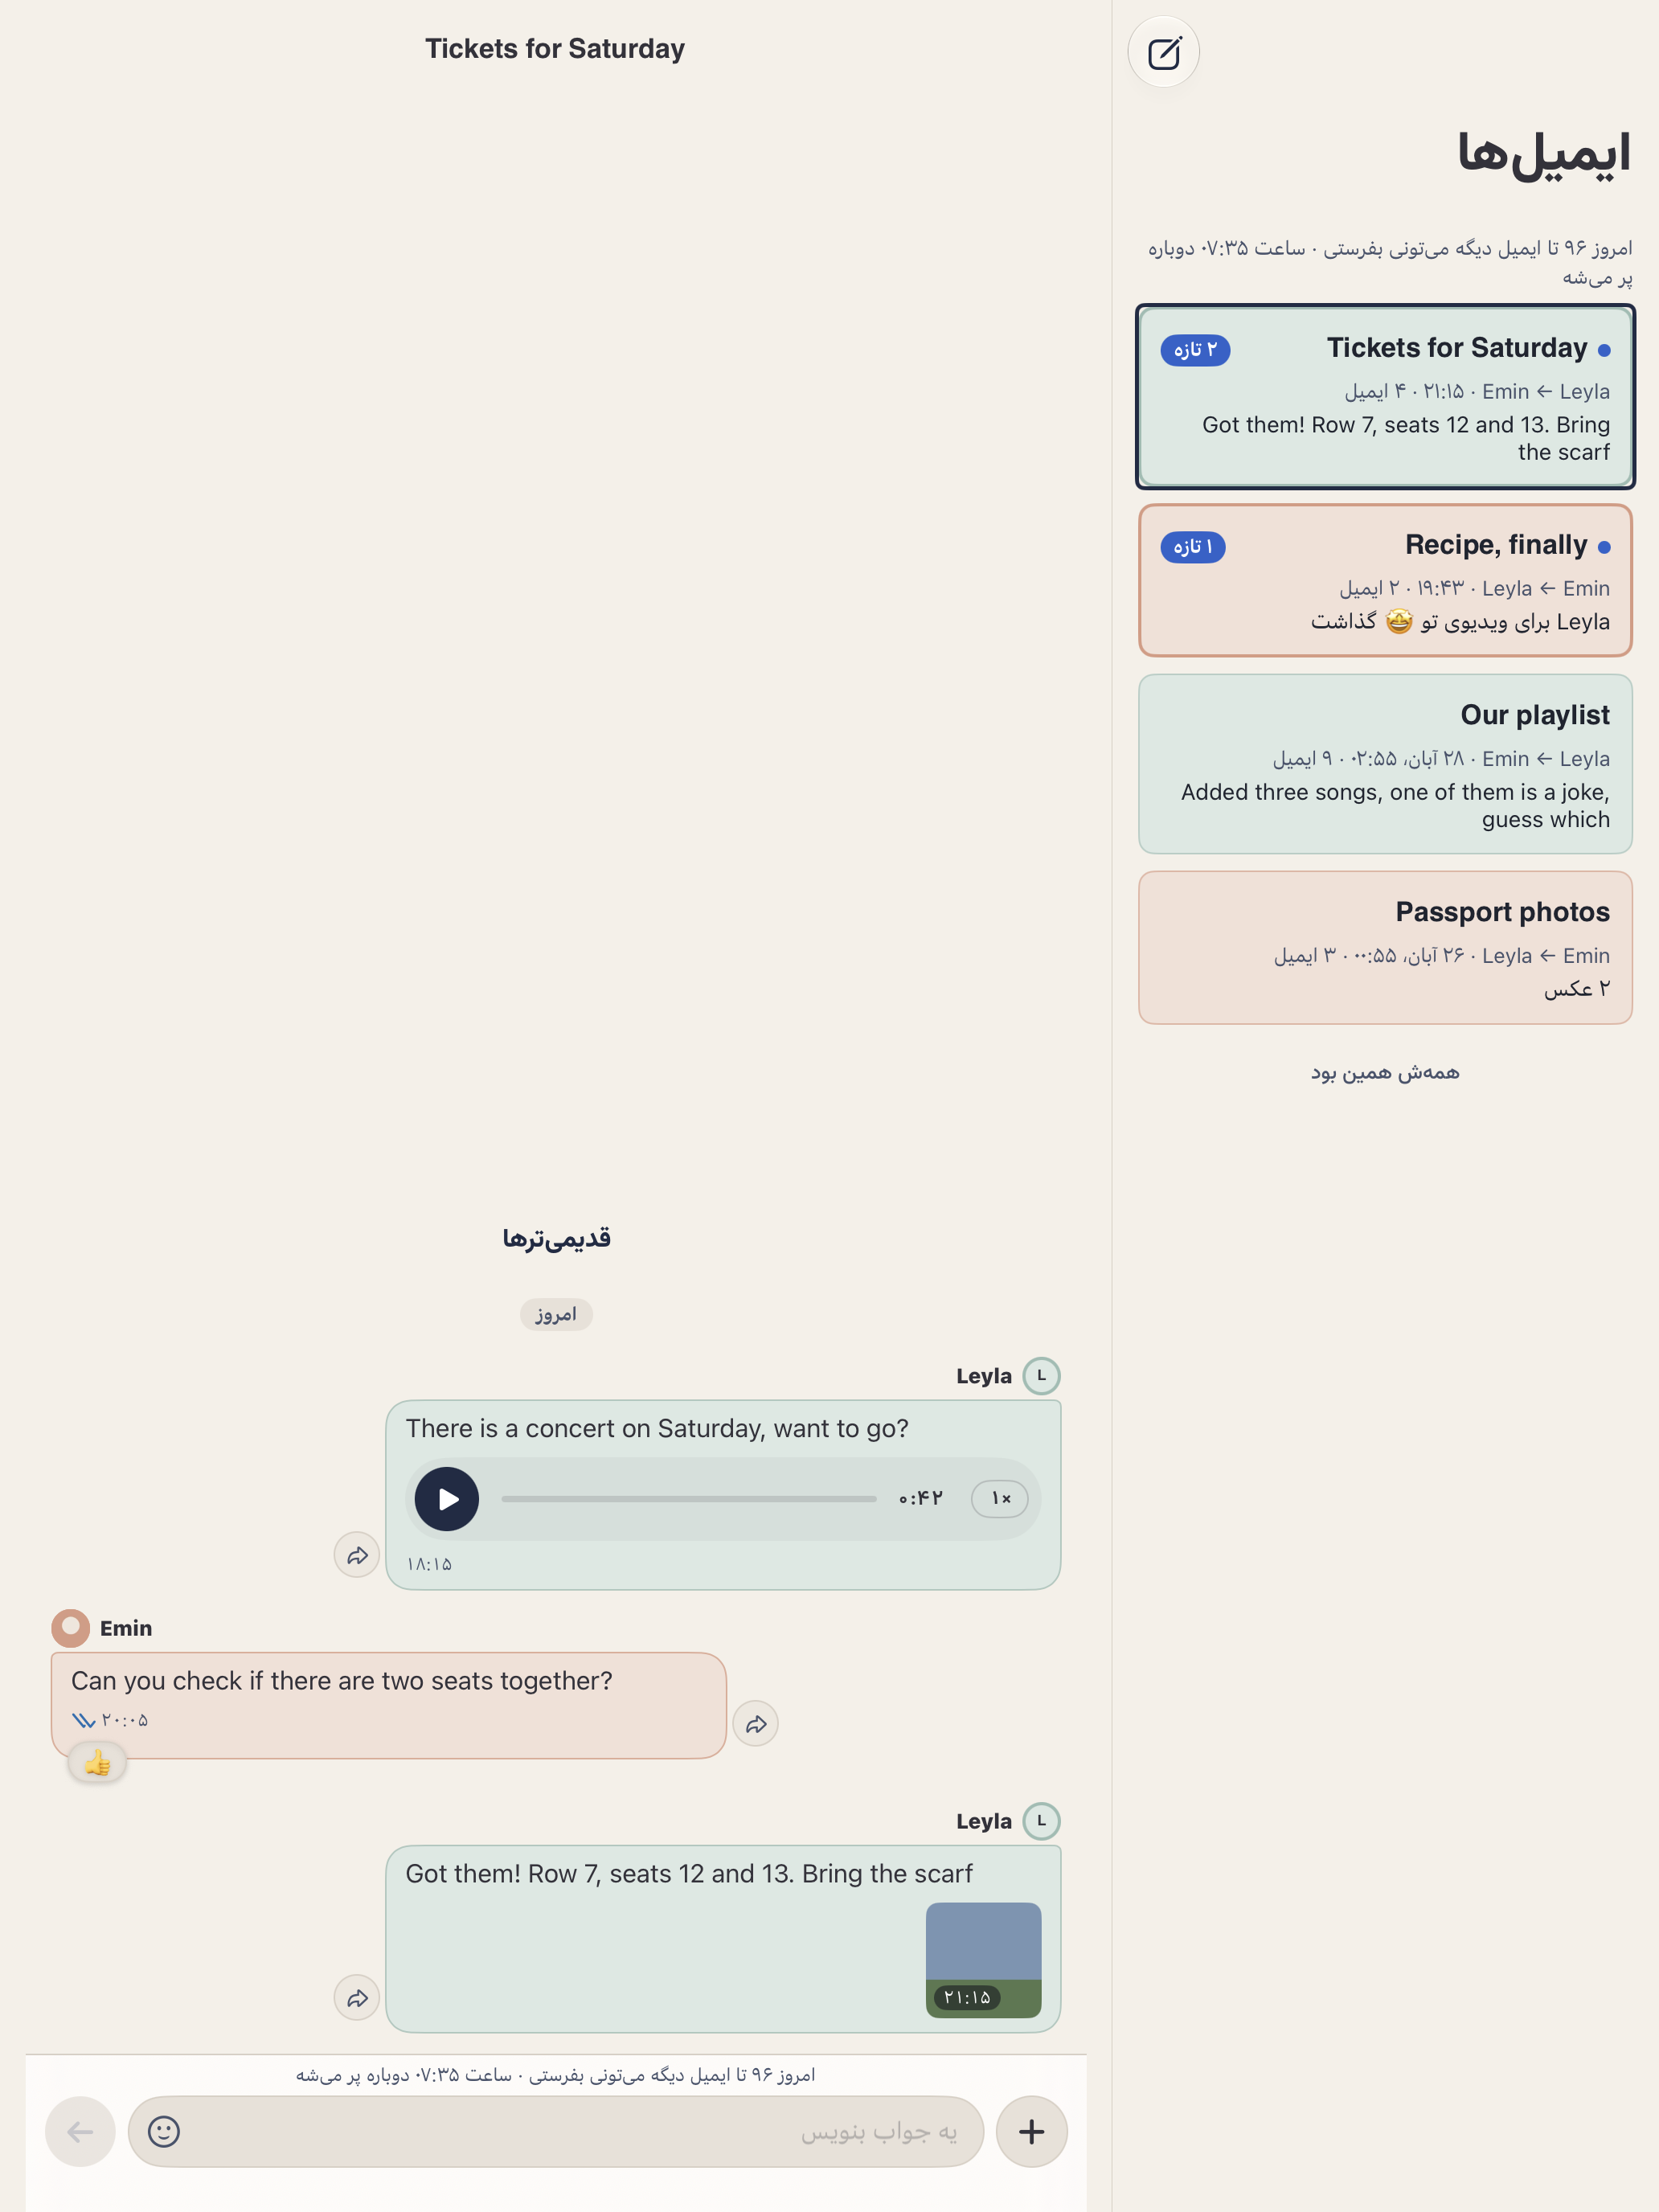 ایمیل‌ها
امروز ۹۶ تا ایمیل دیگه می‌تونی بفرستی · ساعت ۰۷:۳۵ دوباره
پر می‌شه
Tickets for Saturday
۲ تازه
Emin ← Leyla · ۲۱:۱۵ · ۴ ایمیل
Got them! Row 7, seats 12 and 13. Bring
the scarf
Recipe, finally
۱ تازه
Leyla ← Emin · ۱۹:۴۳ · ۲ ایمیل
Leyla برای ویدیوی تو 🤩 گذاشت
Our playlist
Emin ← Leyla · ۲۸ آبان، ۰۲:۵۵ · ۹ ایمیل
Added three songs, one of them is a joke,
guess which
Passport photos
Leyla ← Emin · ۲۶ آبان، ۰۰:۵۵ · ۳ ایمیل
۲ عکس
همه‌ش همین بود
Tickets for Saturday
قدیمی‌ترها
امروز
L
Leyla
There is a concert on Saturday, want to go?
۰:۴۲
۱×
۱۸:۱۵
Emin
Can you check if there are two seats together?
۲۰:۰۵
👍
L
Leyla
Got them! Row 7, seats 12 and 13. Bring the scarf
۲۱:۱۵
امروز ۹۶ تا ایمیل دیگه می‌تونی بفرستی · ساعت ۰۷:۳۵ دوباره پر می‌شه
یه جواب بنویس